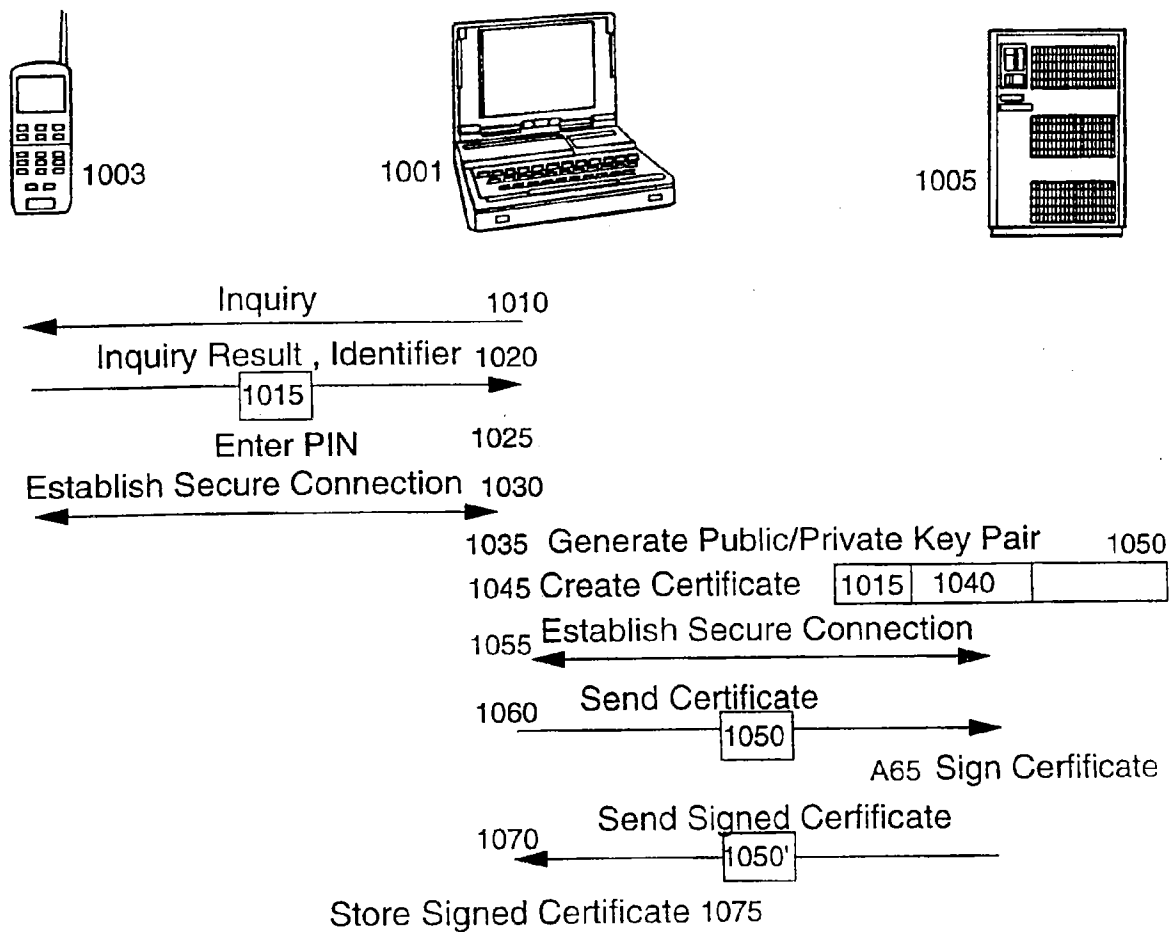 1003
1001
1005
Inquiry 1010
Inquiry Result , Identifier 1020
1015
Enter PIN 1025
Establish Secure Connection 1030
1035 Generate Public/Private Key Pair 1050
1045 Create Certificate 1015 1040
1055 Establish Secure Connection
1060 Send Certificate
1050
A65 Sign Cerfificate
1070 Send Signed Cerfificate
1050'
Store Signed Certificate 1075